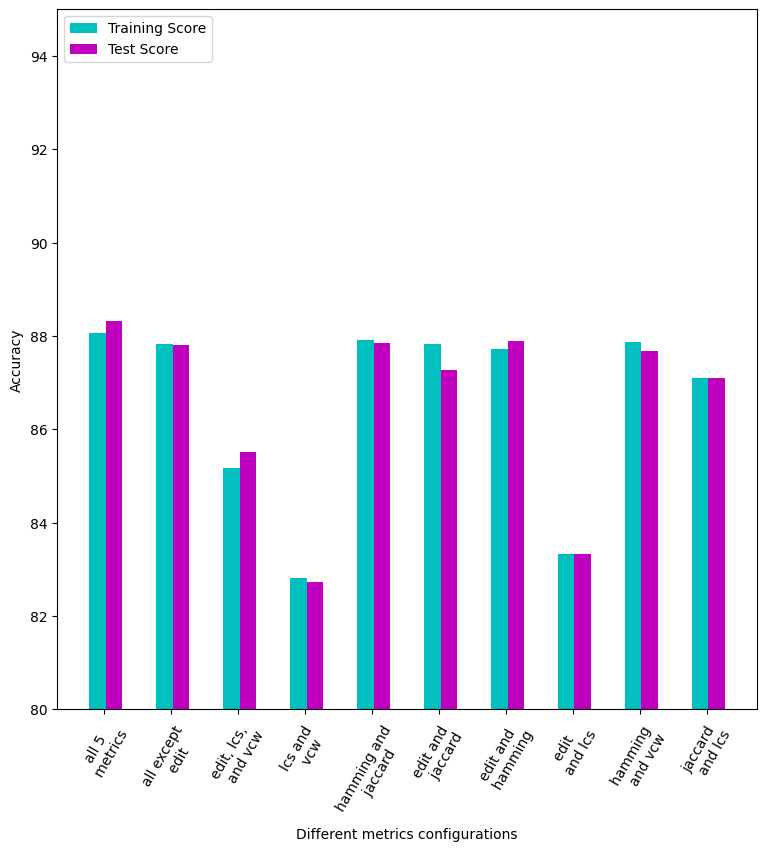 Training Score
Test Score
94
92
90
88
86
84
82
80
Accuracy
all 5
metrics
all except
edit
edit, lcs,
and vcw
lcs and
vcw
hamming and
jaccard
edit and
jaccard
edit and
hamming
edit
and lcs
hamming
and vcw
jaccard
and lcs
Different metrics configurations